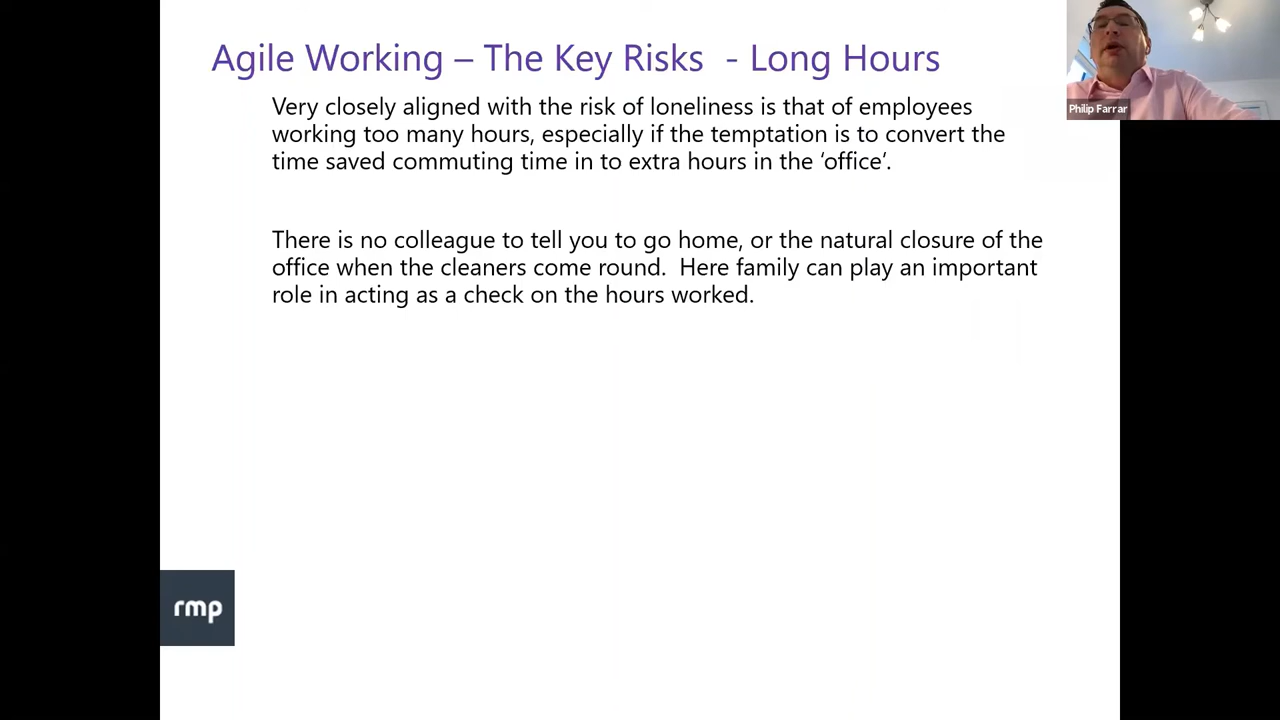 Agile Working – The Key Risks  - Long Hours
Very closely aligned with the risk of loneliness is that of employees
working too many hours, especially if the temptation is to convert the
time saved commuting time in to extra hours in the ‘office‘.
There is no colleague to tell you to go home, or the natural closure of the
office when the cleaners come round.  Here family can play an important
role in acting as a check on the hours worked.
Philip Farrar
rmp